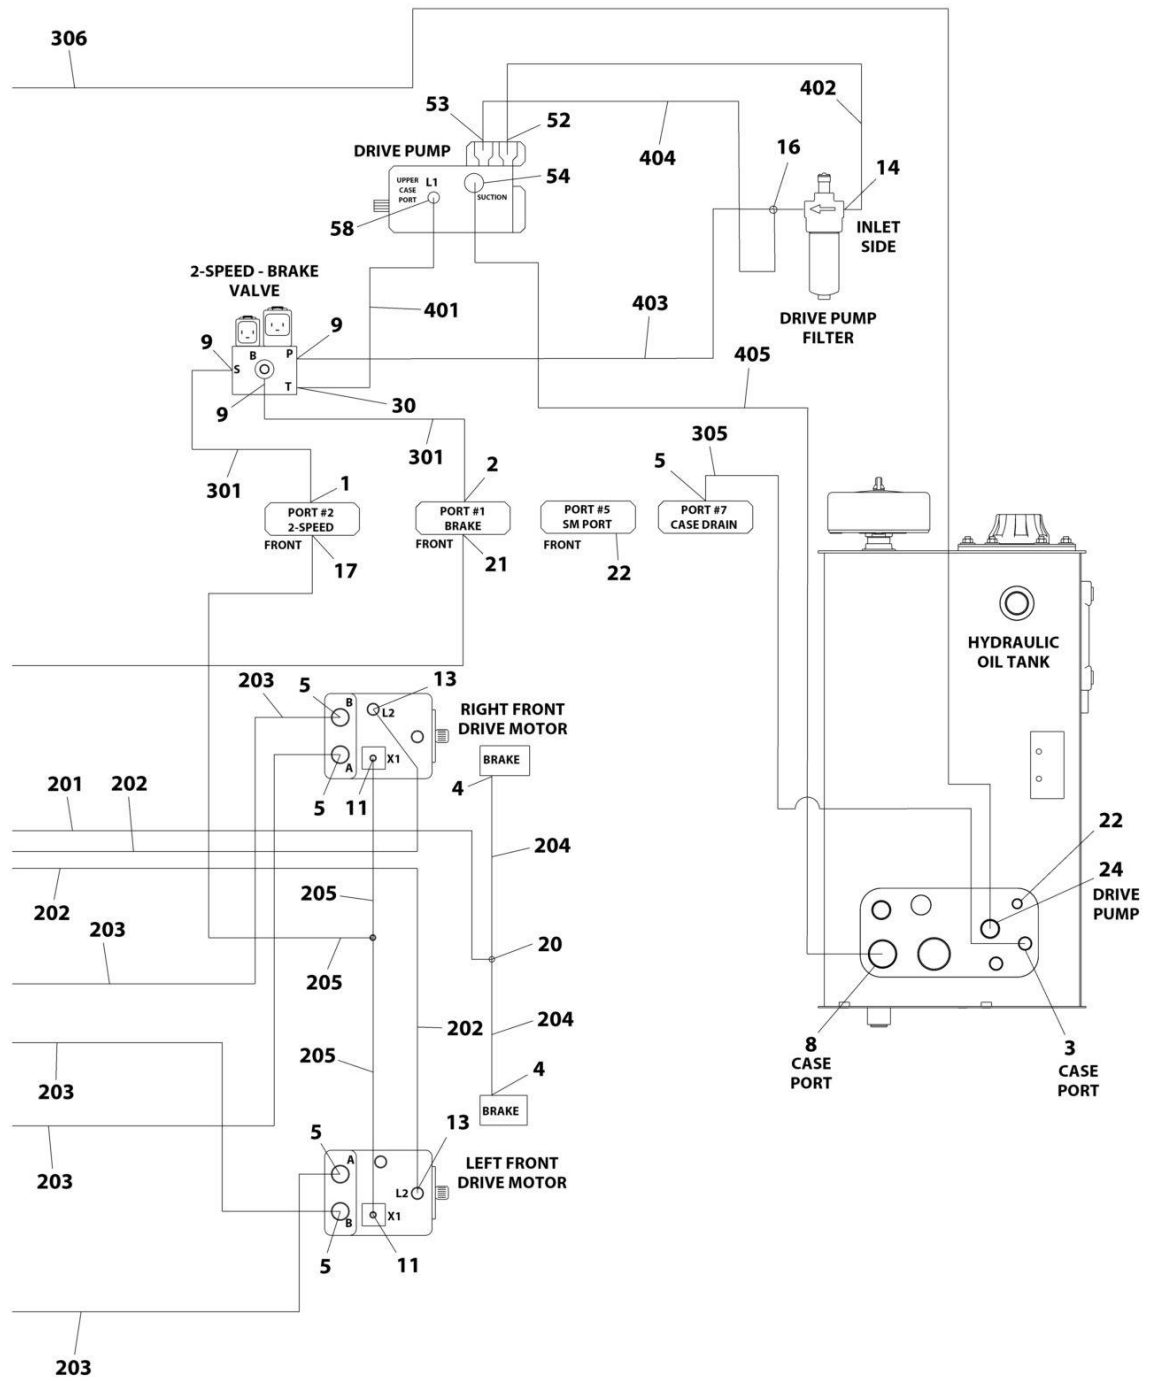 306
53
52
402
DRIVE PUMP
404
16
14
UPPER
CASE
PORT
L1
54
SUCTION
58
INLET
SIDE
2-SPEED - BRAKE
VALVE
401
403
DRIVE PUMP
FILTER
9
9
405
B
P
S
T
9
30
301
301
305
1
2
5
PORT #2
2-SPEED
PORT #1
BRAKE
PORT #5
SM PORT
PORT #7
CASE DRAIN
FRONT
FRONT
FRONT
17
21
22
HYDRAULIC
OIL TANK
203
5
13
B
L2
RIGHT FRONT
DRIVE MOTOR
A
X1
BRAKE
201
202
5
11
4
204
22
24
DRIVE
PUMP
205
202
203
205
20
202
204
205
203
4
8
CASE
PORT
3
CASE
PORT
BRAKE
203
5
13
A
LEFT FRONT
DRIVE MOTOR
L2
B
X1
5
11
203